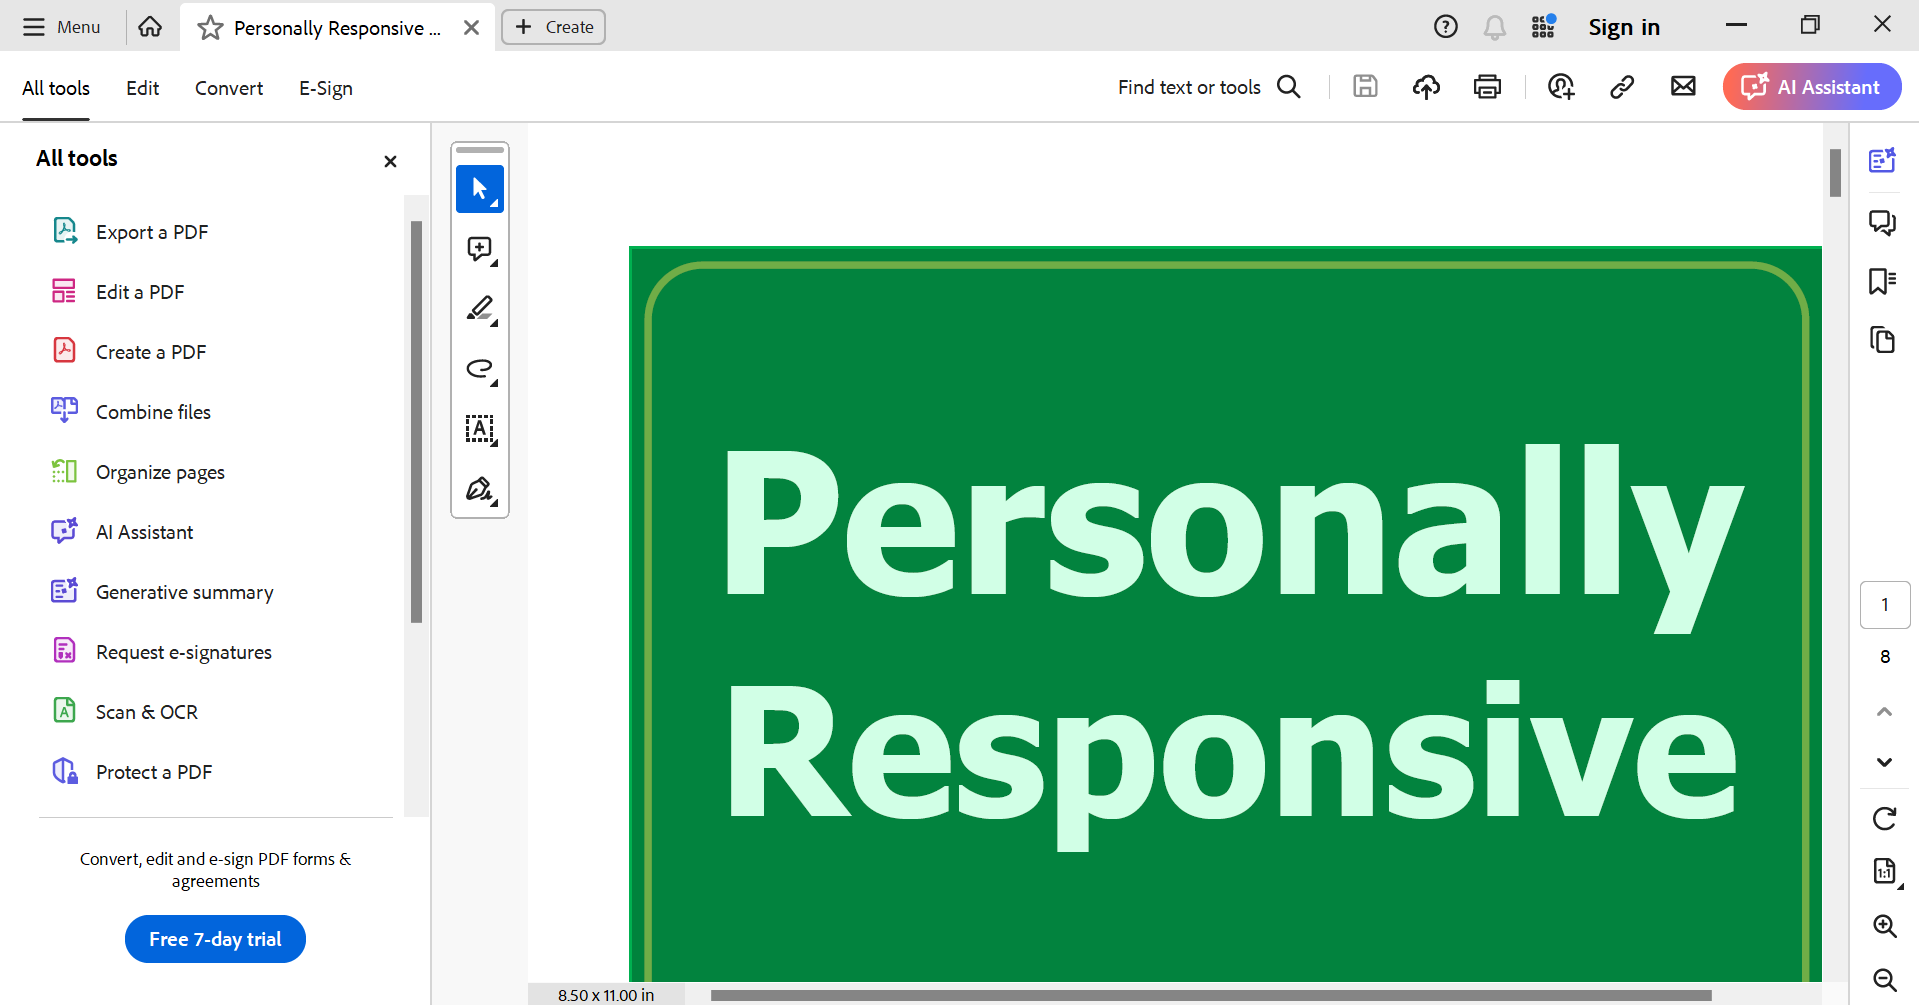 Menu
Personally Responsive ...
Create
Sign in
All tools
Edit
Convert
E-Sign
Find text or tools
AI Assistant
All tools
Export a PDF
Edit a PDF
Create a PDF
Combine files
Organize pages
AI Assistant
Generative summary
Request e-signatures
Scan & OCR
Protect a PDF
Convert, edit and e-sign PDF forms &
agreements
Free 7-day trial
Personally
Responsive
1
8
1:1
8.50 x 11.00 in